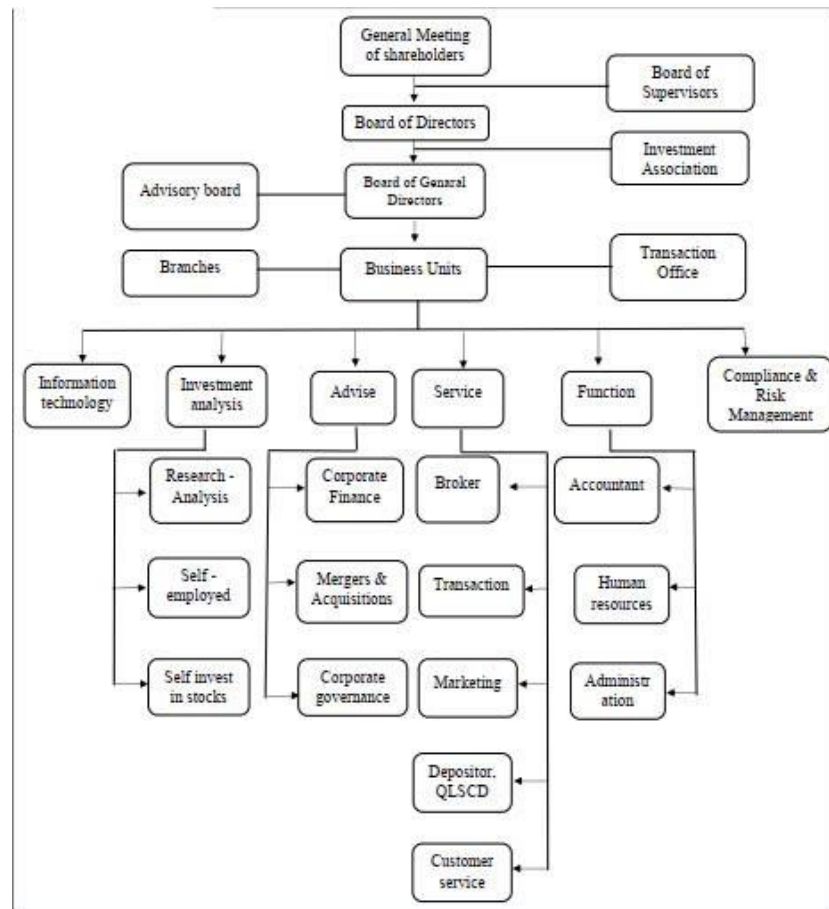 General Meeting
of shareholders
Board of
Supervisors
Board of Directors
Investment
Association
Advisory board
Board of Genaral
Directors
Branches
Business Units
Transaction
Office
Information
technology
Investment
analysis
Advise
Service
Function
Compliance &
Risk
Management
Research -
Analysis
Corporate
Finance
Broker
Accountant
Self -
employed
Mergers &
Acquisitions
Transaction
Human
resources
Self invest
in stocks
Corporate
governance
Marketing
Administr
ation
Depositor,
QLSCD
Customer
service